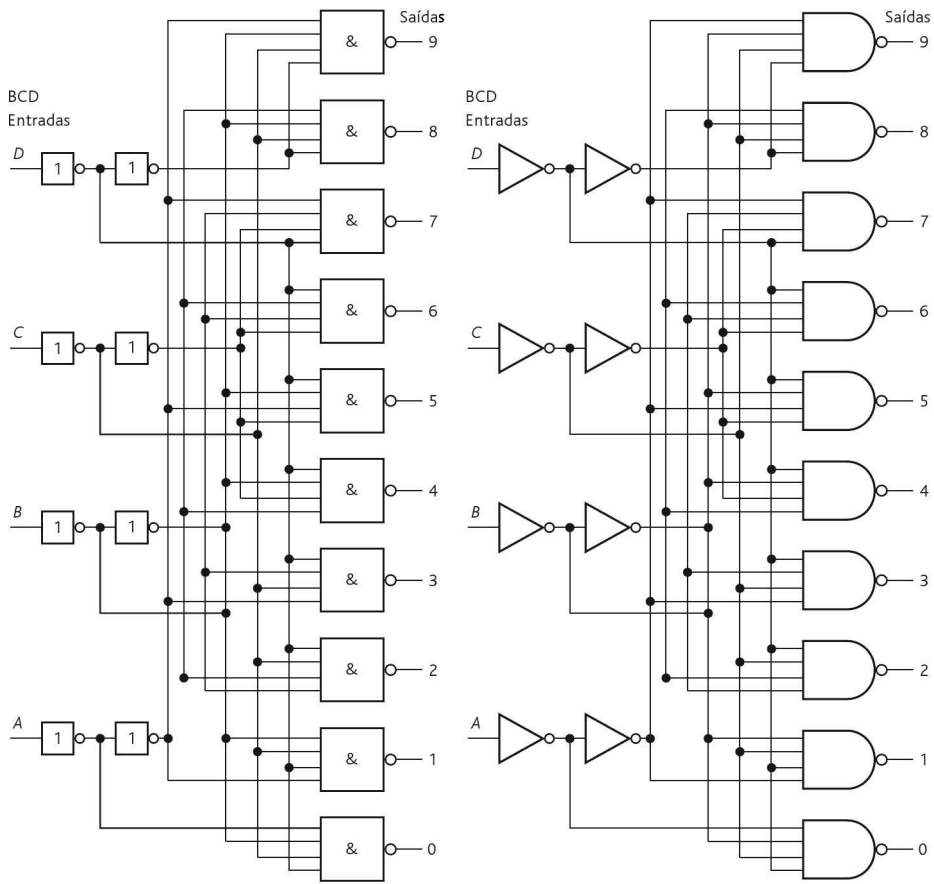 Saídas
& 9
BCD
Entradas
& 8
D 1 1
& 7
& 6
C 1 1
& 5
& 4
B 1 1
& 3
& 2
A 1 1
& 1
& 0
Saídas
9
BCD
Entradas
8
D
7
6
C
5
4
B
3
2
A
1
0